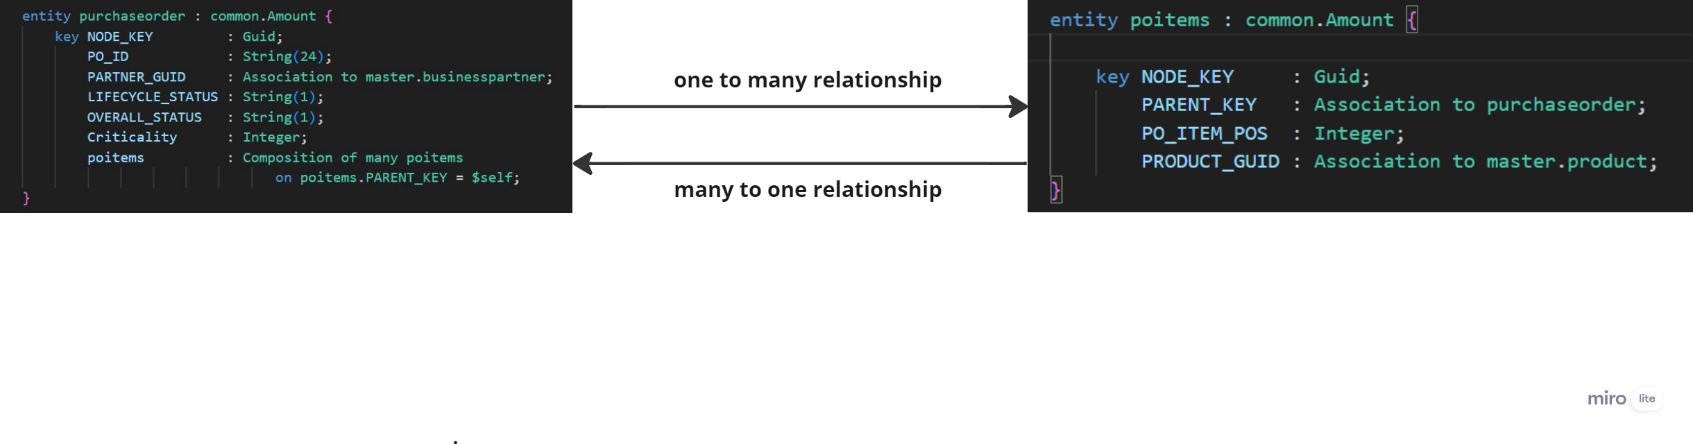 entity purchaseorder : common.Amount {
key NODE_KEY : Guid;
PO_ID : String(24);
PARTNER_GUID : Association to master.businesspartner;
LIFECYCLE_STATUS : String(1);
OVERALL_STATUS : String(1);
Criticality : Integer;
poitems : Composition of many poitems
on poitems.PARENT_KEY = $self;
}
one to many relationship
many to one relationship
entity poitems : common.Amount {
key NODE_KEY : Guid;
PARENT_KEY : Association to purchaseorder;
PO_ITEM_POS : Integer;
PRODUCT_GUID : Association to master.product;
}
miro lite